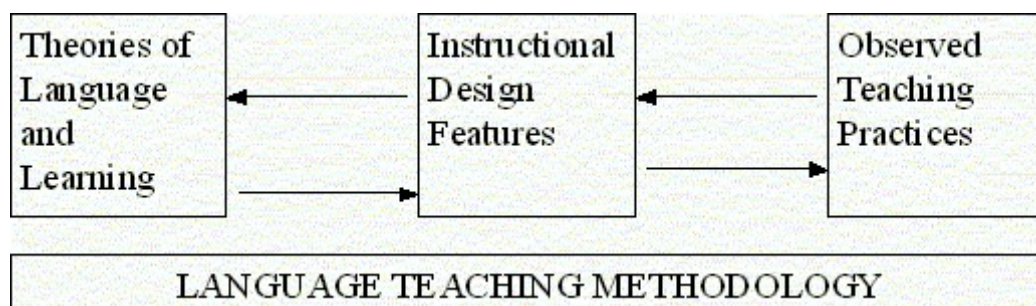 Theories of
Language
and
Learning
Instructional
Design
Features
Observed
Teaching
Practices
LANGUAGE TEACHING METHODOLOGY